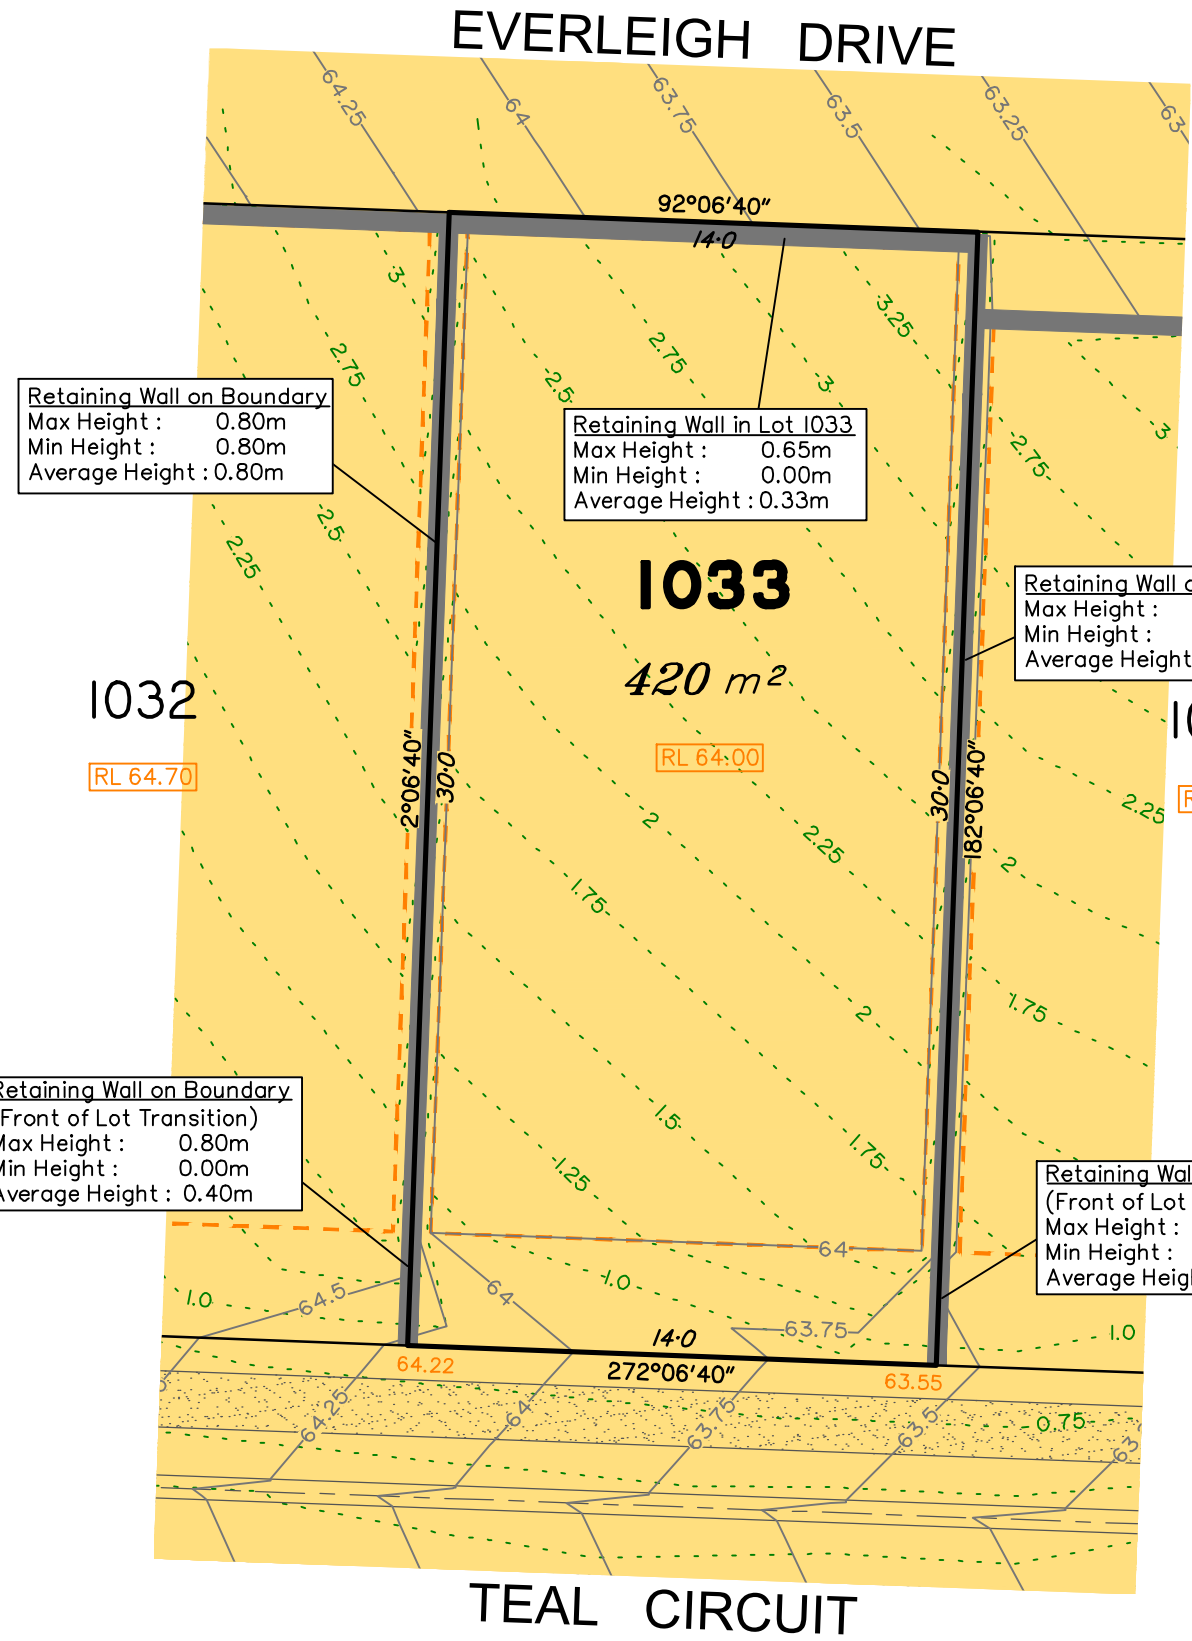 EVERLEIGH DRIVE
64.25
64
63.75
63.5
63.25
63
92°06'40"
14·0
3
2.75
2.5
2.75
3
3.25
2.75
3
Retaining Wall on Boundary
Max Height : 0.80m
Min Height : 0.80m
Average Height : 0.80m
Retaining Wall in Lot 1033
Max Height : 0.65m
Min Height : 0.00m
Average Height : 0.33m
2.5
2.25
1033
420 m²
RL 64.00
1032
RL 64.70
Retaining Wall
Max Height :
Min Height :
Average Height
2°06'40"
30·0
30·0
182°06'40"
2
2.25
2.25
2
1.75
2
1.75
1.5
1.75
1.25
Retaining Wall on Boundary
(Front of Lot Transition)
Max Height : 0.80m
Min Height : 0.00m
Average Height : 0.40m
Retaining Wal
(Front of Lot
Max Height :
Min Height :
Average Heig
64
1.0
64.5
64
1.0
63.75
1.0
14·0
272°06'40"
64.22
63.55
64.25
64
63.75
63.5
0.75
63
TEAL CIRCUIT